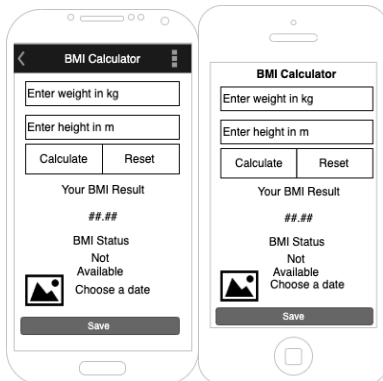 BMI Calculator
Enter weight in kg
Enter height in m
Calculate Reset
Your BMI Result
##.##
BMI Status
Not
Available
Choose a date
Save
BMI Calculator
Enter weight in kg
Enter height in m
Calculate Reset
Your BMI Result
##.##
BMI Status
Not
Available
Choose a date
Save